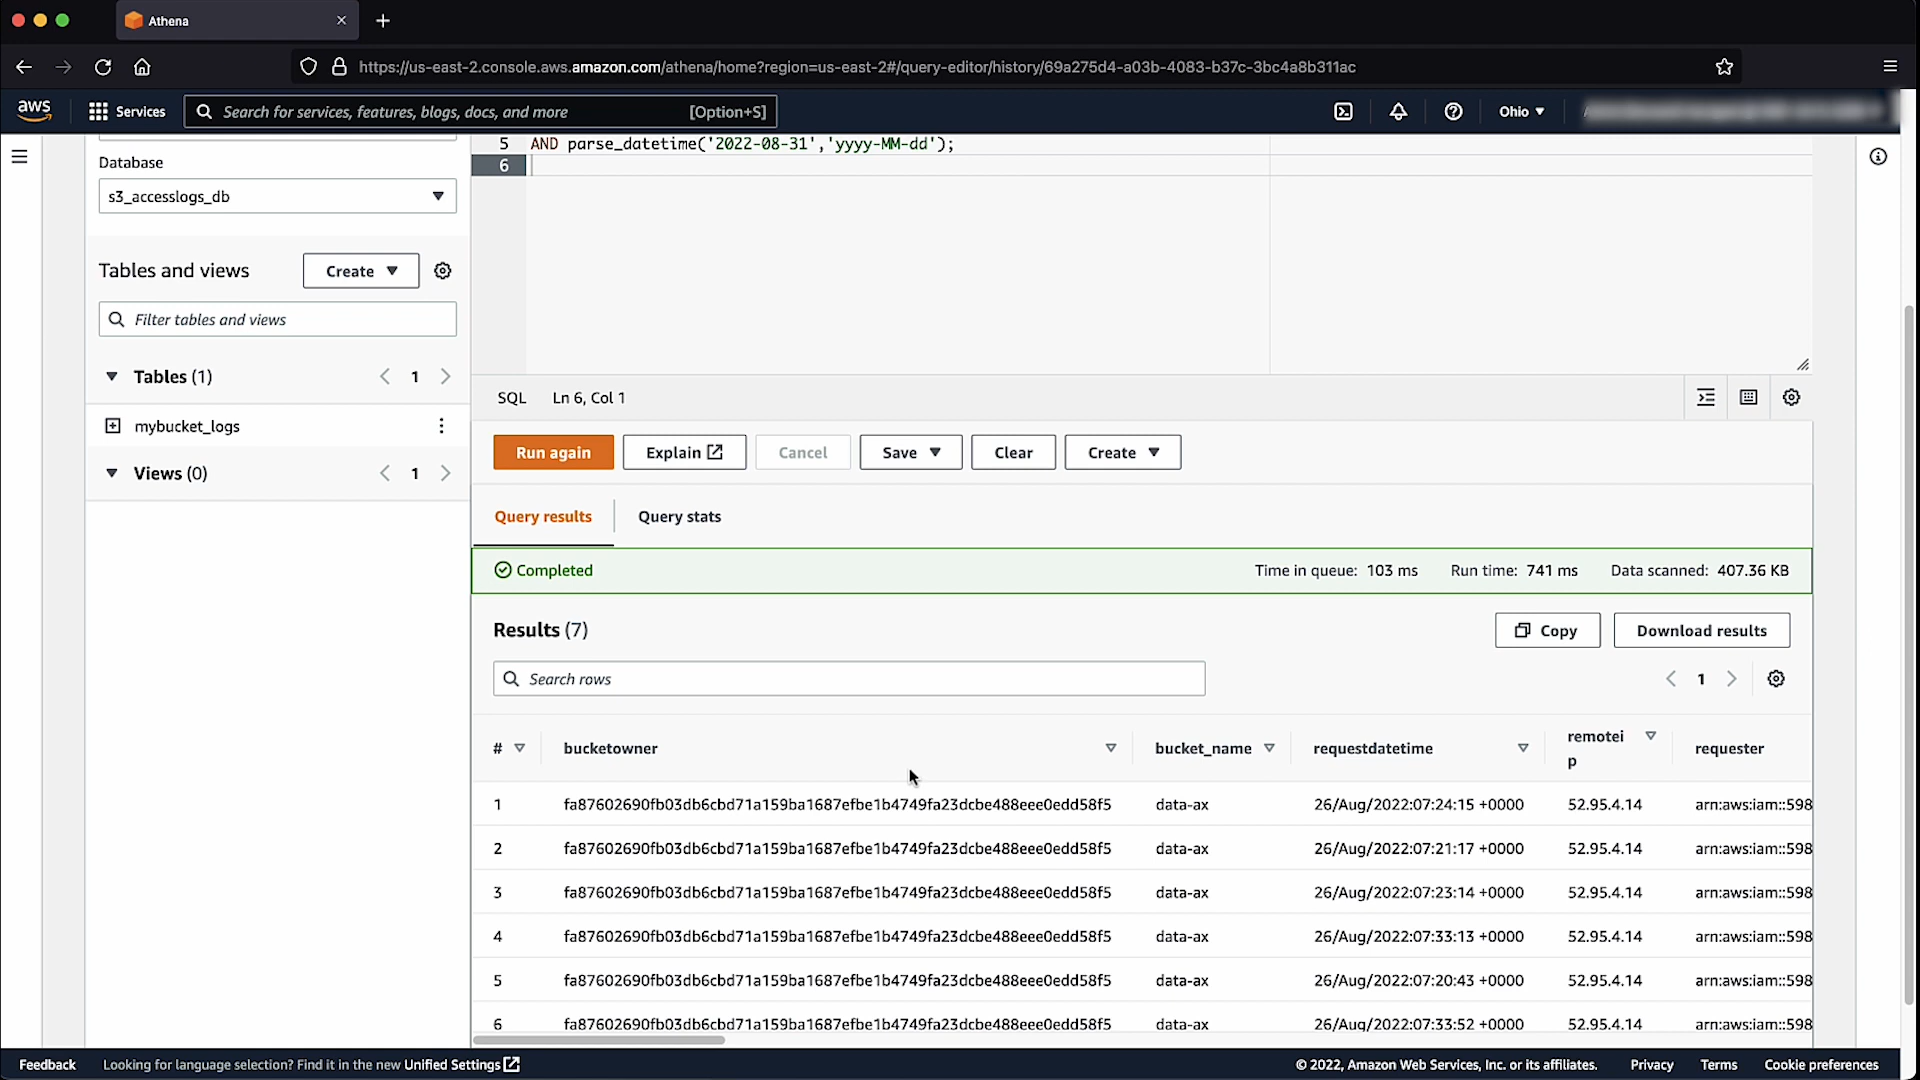 Athena
https://us-east-2.console.aws.amazon.com/athena/home?region=us-east-2#/query-editor/history/69a275d4-a03b-4083-b37c-3bc4a8b311ac
aws
Services
Search for services, features, blogs, docs, and more [Option+S]
Ohio
5 AND parse_datetime('2022-08-31','yyyy-MM-dd');
6
Database
s3_accesslogs_db
Tables and views
Create
Filter tables and views
Tables (1)
1
mybucket_logs
Views (0)
1
SQL Ln 6, Col 1
Run again
Explain
Cancel
Save
Clear
Create
Query results
Query stats
Completed
Time in queue: 103 ms Run time: 741 ms Data scanned: 407.36 KB
Results (7)
Copy
Download results
Search rows
1
# bucketowner bucket_name requestdatetime remoteip requester
1 fa87602690fb03db6cbd71a159ba1687efbe1b4749fa23dcbe488eee0edd58f5 data-ax 26/Aug/2022:07:24:15 +0000 52.95.4.14 arn:aws:iam::598
2 fa87602690fb03db6cbd71a159ba1687efbe1b4749fa23dcbe488eee0edd58f5 data-ax 26/Aug/2022:07:21:17 +0000 52.95.4.14 arn:aws:iam::598
3 fa87602690fb03db6cbd71a159ba1687efbe1b4749fa23dcbe488eee0edd58f5 data-ax 26/Aug/2022:07:23:14 +0000 52.95.4.14 arn:aws:iam::598
4 fa87602690fb03db6cbd71a159ba1687efbe1b4749fa23dcbe488eee0edd58f5 data-ax 26/Aug/2022:07:33:13 +0000 52.95.4.14 arn:aws:iam::598
5 fa87602690fb03db6cbd71a159ba1687efbe1b4749fa23dcbe488eee0edd58f5 data-ax 26/Aug/2022:07:20:43 +0000 52.95.4.14 arn:aws:iam::598
6 fa87602690fb03db6cbd71a159ba1687efbe1b4749fa23dcbe488eee0edd58f5 data-ax 26/Aug/2022:07:33:52 +0000 52.95.4.14 arn:aws:iam::598
Feedback Looking for language selection? Find it in the new Unified Settings © 2022, Amazon Web Services, Inc. or its affiliates. Privacy Terms Cookie preferences